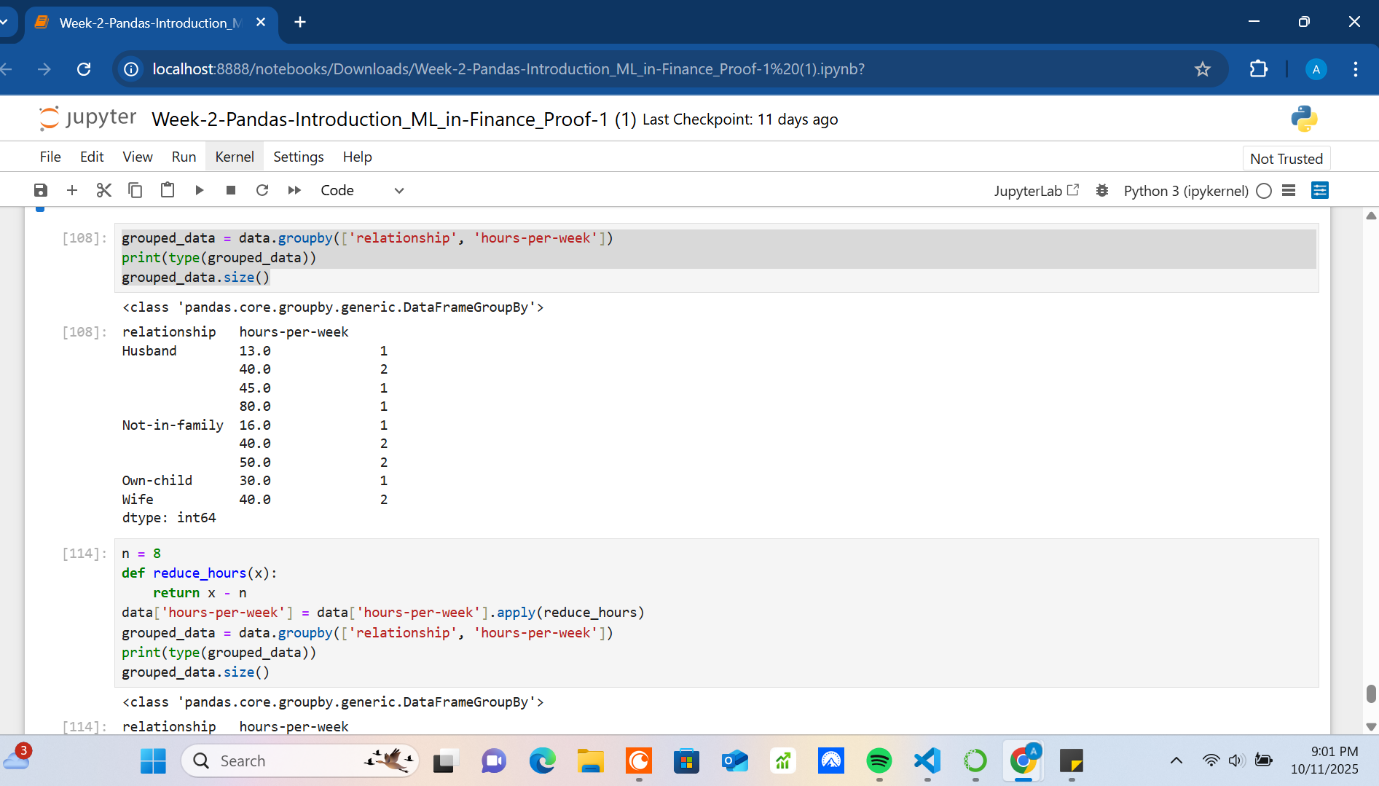 Week-2-Pandas-Introduction_M
localhost:8888/notebooks/Downloads/Week-2-Pandas-Introduction_ML_in-Finance_Proof-1%20(1).ipynb?
A
jupyter Week-2-Pandas-Introduction_ML_in-Finance_Proof-1 (1) Last Checkpoint: 11 days ago
File Edit View Run Kernel Settings Help
Not Trusted
Code
JupyterLab
Python 3 (ipykernel)
[108]: grouped_data = data.groupby(['relationship', 'hours-per-week'])
print(type(grouped_data))
grouped_data.size()
<class 'pandas.core.groupby.generic.DataFrameGroupBy'>
[108]: relationship hours-per-week
Husband 13.0 1
40.0 2
45.0 1
80.0 1
Not-in-family 16.0 1
40.0 2
50.0 2
Own-child 30.0 1
Wife 40.0 2
dtype: int64
[114]: n = 8
def reduce_hours(x):
return x - n
data['hours-per-week'] = data['hours-per-week'].apply(reduce_hours)
grouped_data = data.groupby(['relationship', 'hours-per-week'])
print(type(grouped_data))
grouped_data.size()
<class 'pandas.core.groupby.generic.DataFrameGroupBy'>
[114]: relationship hours-per-week
3
Search
A
9:01 PM
10/11/2025